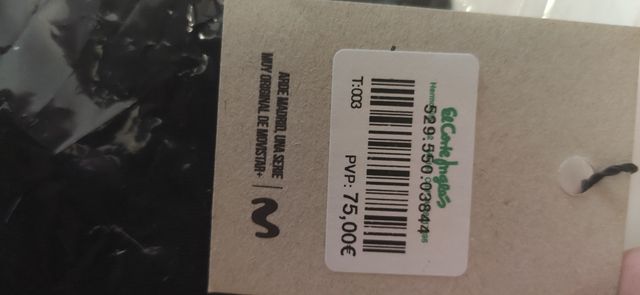 ARDE MADRID, UNA SERIE
MUY ORIGINAL DE MOVISTAR+
El Corte Inglés
529.550.03844
T:003
PVP: 75,00€